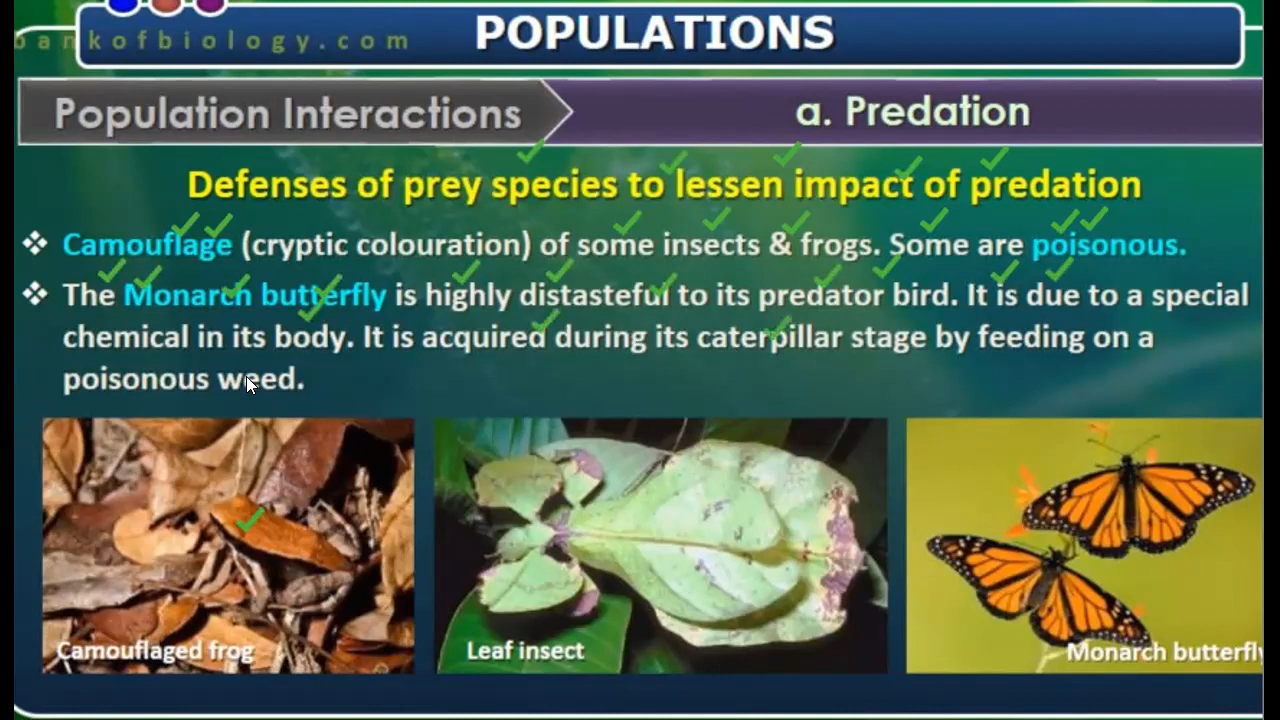 bankofbiology.com
POPULATIONS
Population Interactions
a. Predation
Defenses of prey species to lessen impact of predation
❖ Camouflage (cryptic colouration) of some insects & frogs. Some are poisonous.
❖ The Monarch butterfly is highly distasteful to its predator bird. It is due to a special
chemical in its body. It is acquired during its caterpillar stage by feeding on a
poisonous weed.
Camouflaged frog
Leaf insect
Monarch butterfly